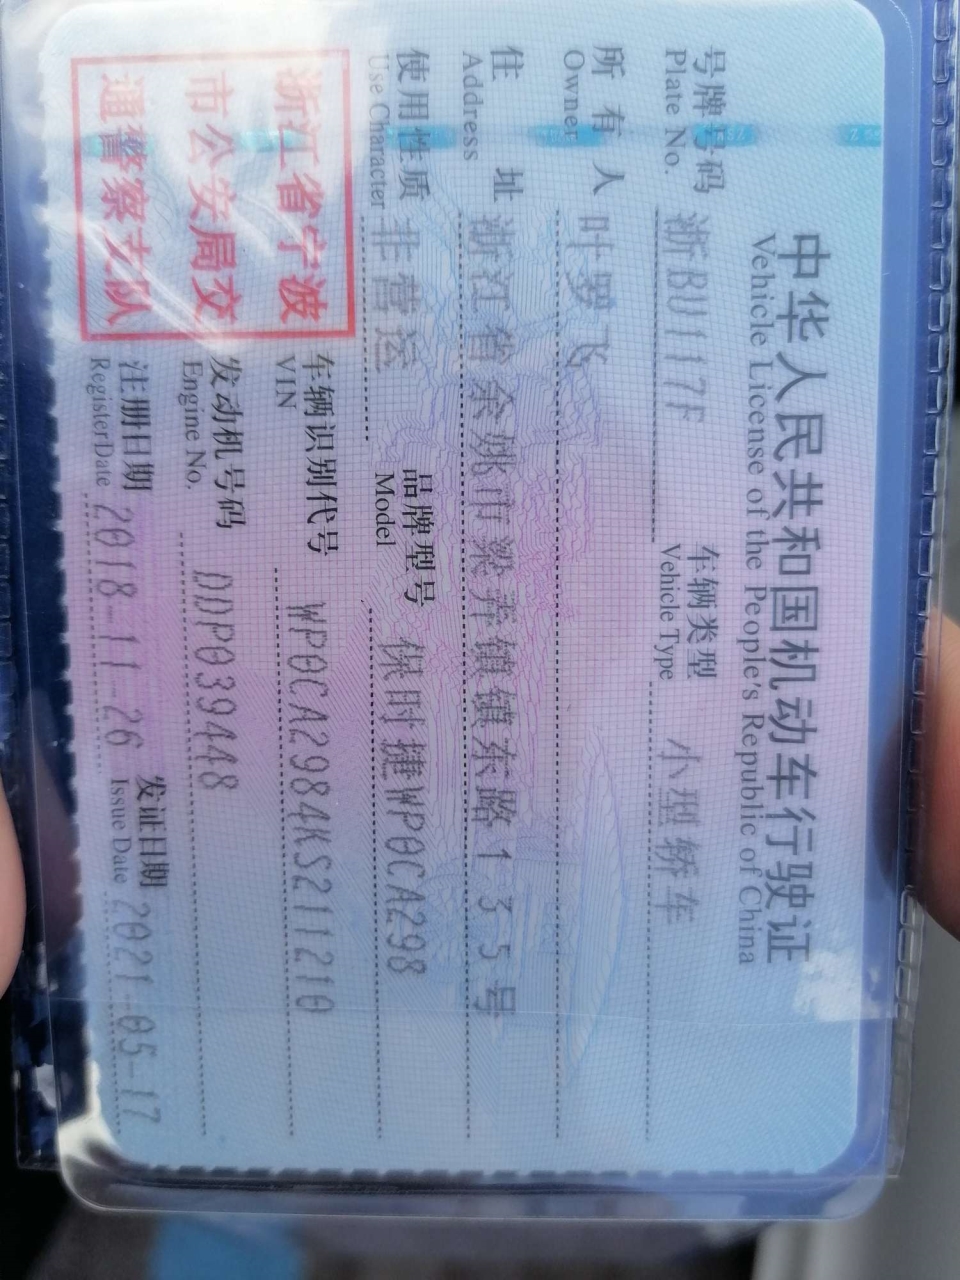 中华人民共和国机动车行驶证
Vehicle License of the People's Republic of China
号牌号码 浙BU117F 车辆类型 小型轿车
Plate No. Vehicle Type
所有人 叶罗飞
Owner
住址 浙江省余姚市梁弄镇镇东路135号
Address
使用性质 非营运 品牌型号 保时捷WP0CA298
Use Character Model
浙江省宁波
市公安局交
通警察支队
车辆识别代号 WP0CA2984KS211210
VIN
发动机号码 DDP039448
Engine No.
注册日期 2018-11-26 发证日期 2021-05-17
RegisterDate Issue Date